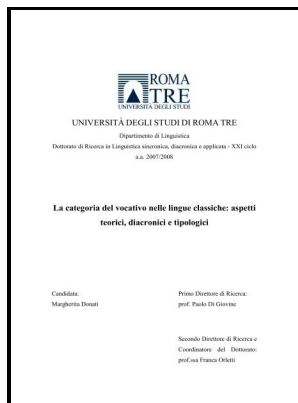 ROMA
TRE
UNIVERSITÀ DEGLI STUDI
UNIVERSITÀ DEGLI STUDI DI ROMA TRE
Dipartimento di Linguistica
Dottorato di Ricerca in Linguistica sincronica, diacronica e applicata - XXI ciclo
a.a. 2007/2008
La categoria del vocativo nelle lingue classiche: aspetti
teorici, diacronici e tipologici
Candidata:
Margherita Donati
Primo Direttore di Ricerca:
prof. Paolo Di Giovine
Secondo Direttore di Ricerca e
Coordinatore del Dottorato:
prof.ssa Franca Orletti